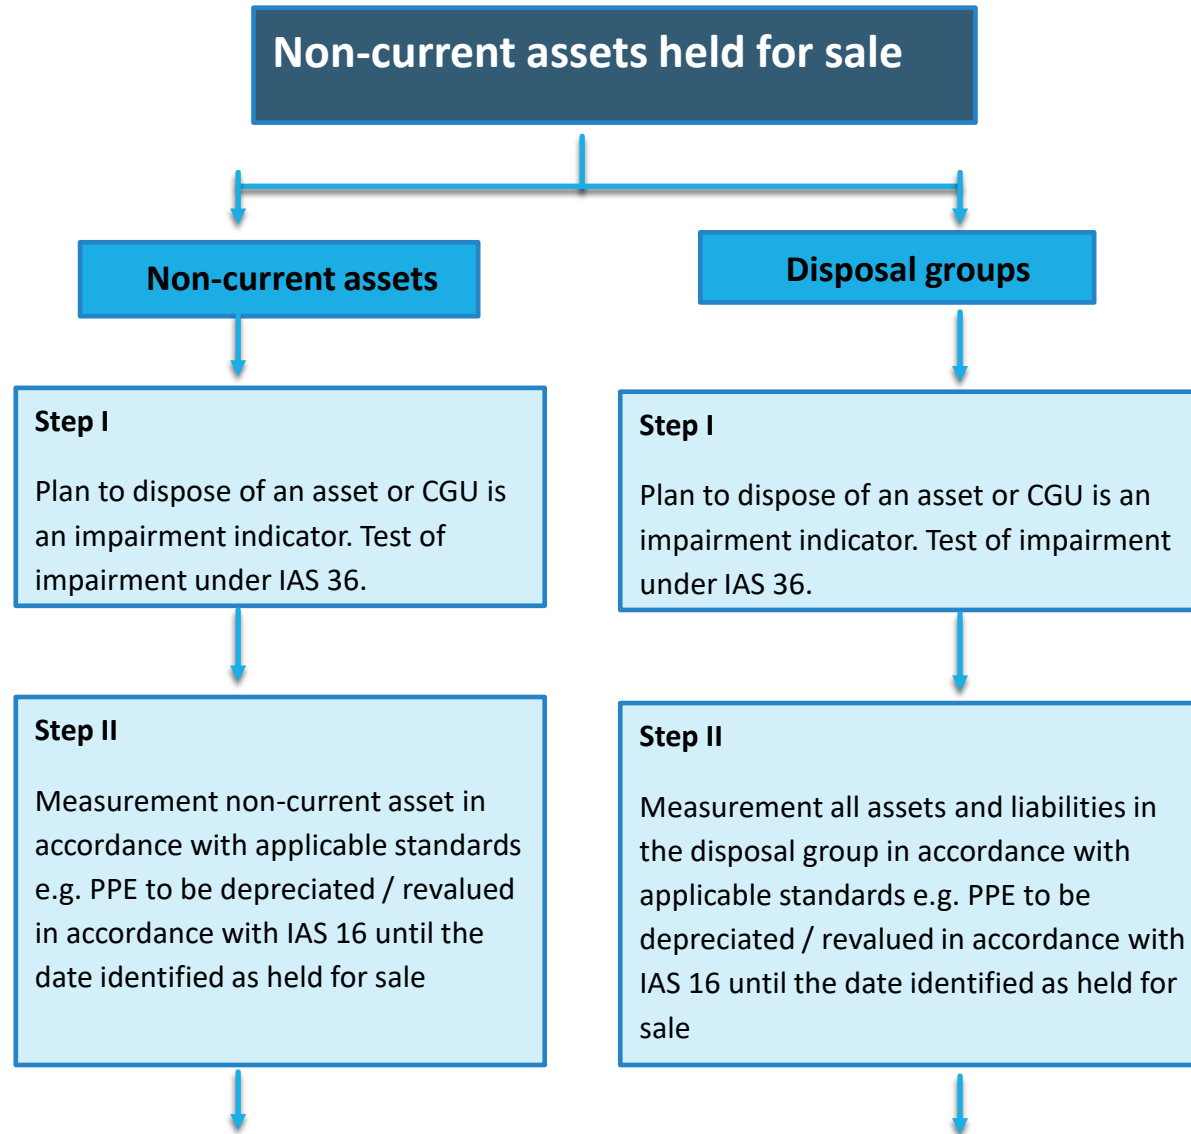 Non-current assets held for sale
Non-current assets
Step I
Plan to dispose of an asset or CGU is
an impairment indicator. Test of
impairment under IAS 36.
Step II
Measurement non-current asset in
accordance with applicable standards
e.g. PPE to be depreciated / revalued
in accordance with IAS 16 until the
date identified as held for sale
Disposal groups
Step I
Plan to dispose of an asset or CGU is an
impairment indicator. Test of impairment
under IAS 36.
Step II
Measurement all assets and liabilities in
the disposal group in accordance with
applicable standards e.g. PPE to be
depreciated / revalued in accordance with
IAS 16 until the date identified as held for
sale